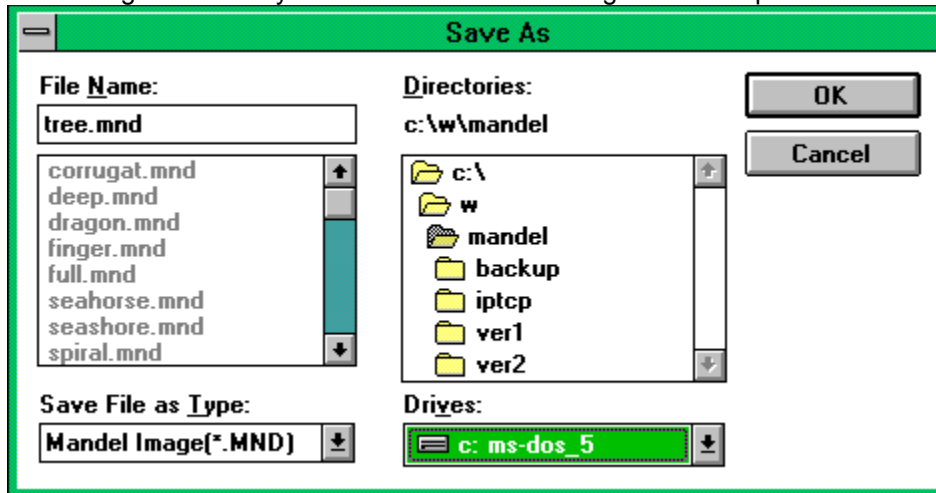 Save As
File Name:
tree.mnd
corrugat.mnd
deep.mnd
dragon.mnd
finger.mnd
full.mnd
seahorse.mnd
seashore.mnd
spiral.mnd
Save File as Type:
Mandel Image(*.MND)
Directories:
c:\w\mandel
c:\
w
mandel
backup
iptcp
ver1
ver2
Drives:
c: ms-dos_5
OK
Cancel